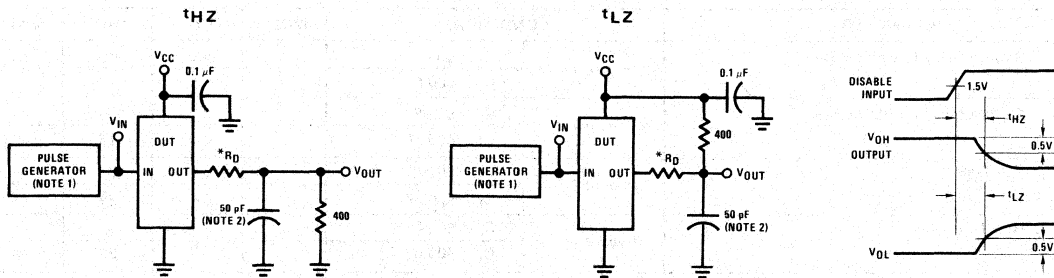 tHZ
VCC
0.1 µF
VIN
DUT
PULSE
GENERATOR
(NOTE 1)
IN
OUT
*RD
VOUT
50 pF
(NOTE 2)
400
tLZ
VCC
0.1 µF
VIN
DUT
400
PULSE
GENERATOR
(NOTE 1)
IN
OUT
*RD
VOUT
50 pF
(NOTE 2)
DISABLE
INPUT
1.5V
tHZ
VOH
OUTPUT
0.5V
tLZ
VOL
0.5V